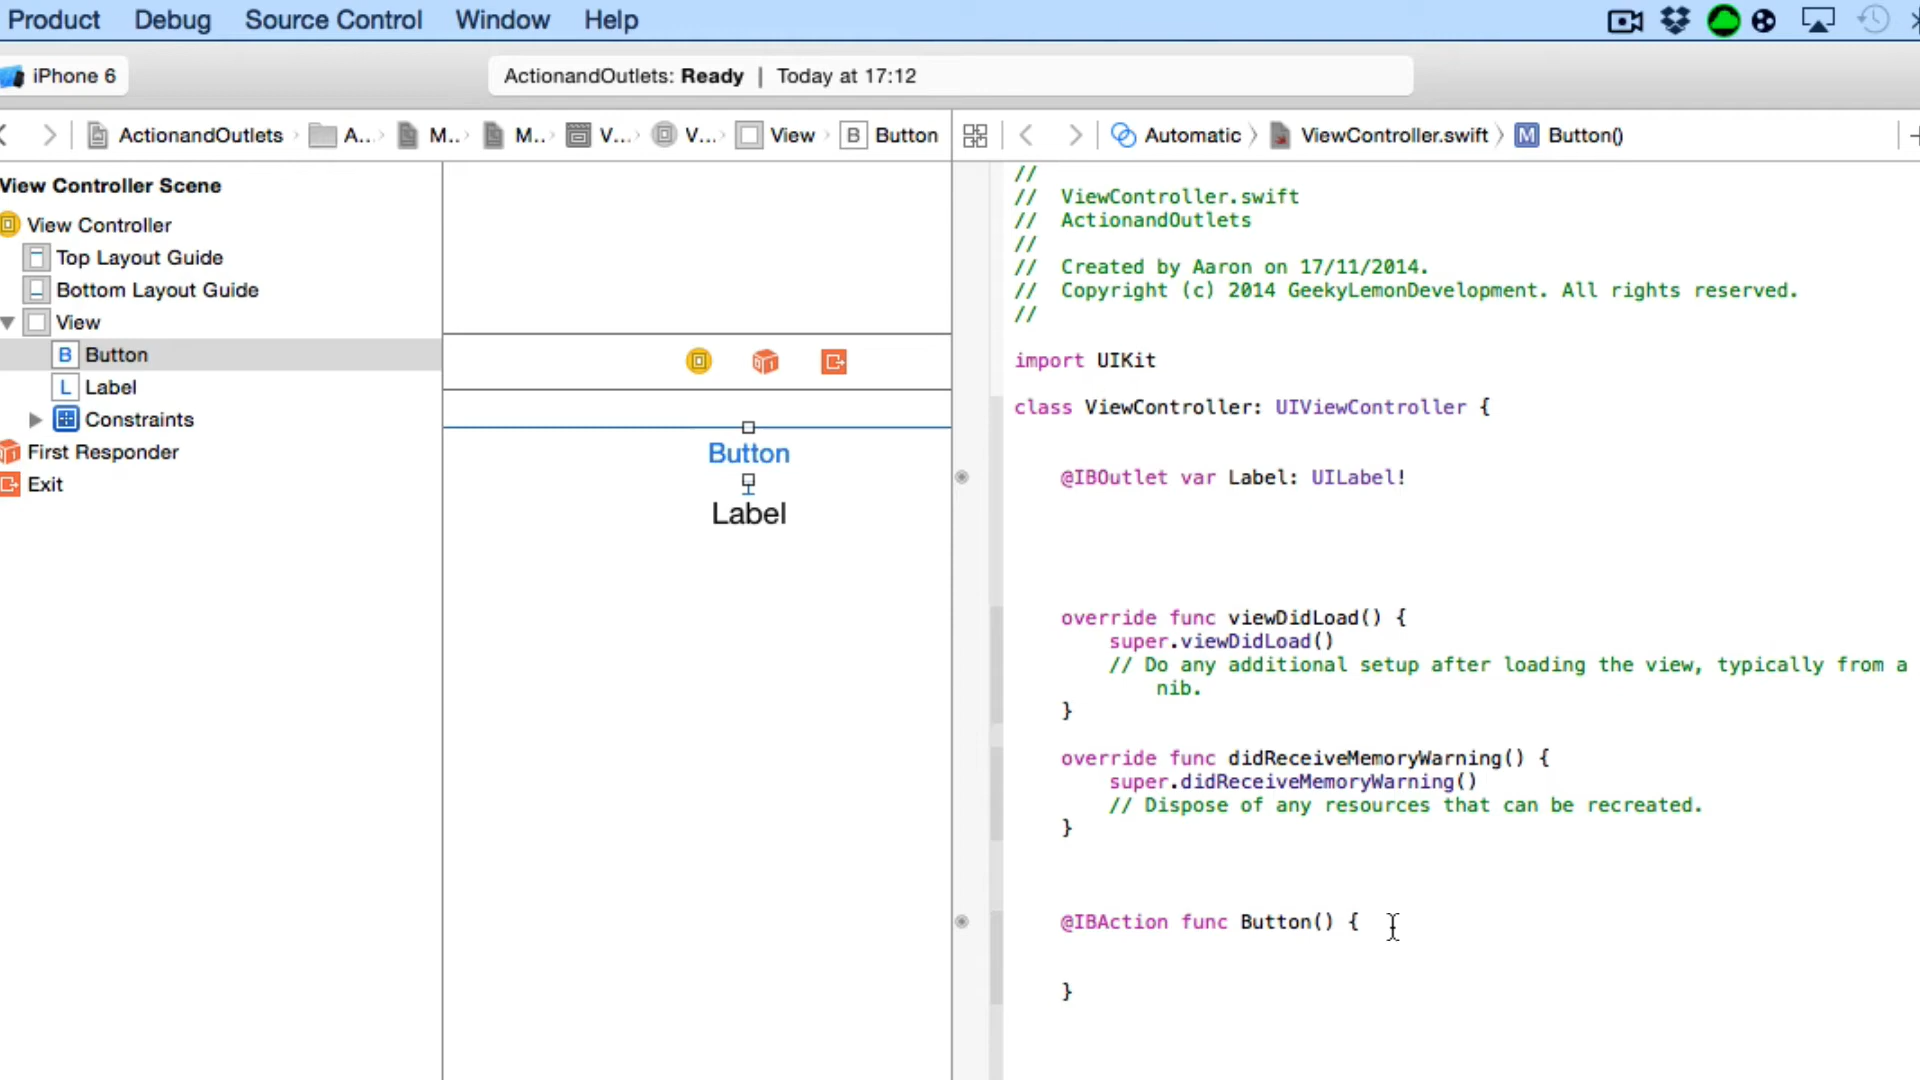 Product Debug Source Control Window Help
iPhone 6
ActionandOutlets: Ready | Today at 17:12
ActionandOutlets A... M... M... V... V... View B Button
Automatic ViewController.swift M Button()
View Controller Scene
View Controller
Top Layout Guide
Bottom Layout Guide
View
B Button
L Label
Constraints
First Responder
Exit
Button
Label
//
// ViewController.swift
// ActionandOutlets
//
// Created by Aaron on 17/11/2014.
// Copyright (c) 2014 GeekyLemonDevelopment. All rights reserved.
//
import UIKit
class ViewController: UIViewController {
@IBOutlet var Label: UILabel!
override func viewDidLoad() {
super.viewDidLoad()
// Do any additional setup after loading the view, typically from a
nib.
}
override func didReceiveMemoryWarning() {
super.didReceiveMemoryWarning()
// Dispose of any resources that can be recreated.
}
@IBAction func Button() {
}